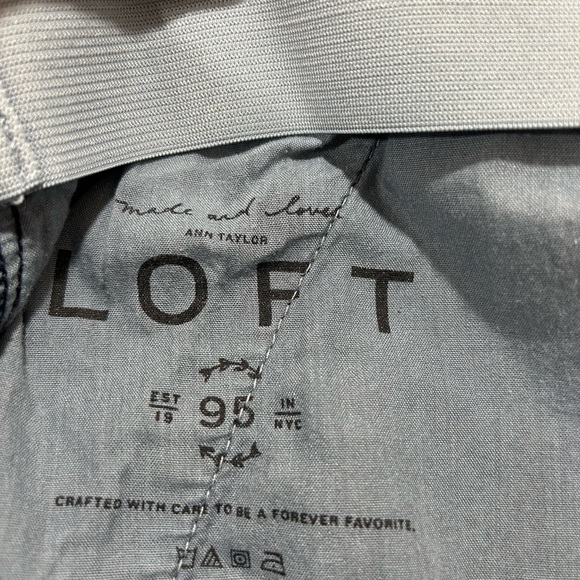 made and loved
ANN TAYLOR
LOFT
EST 19 95 IN NYC
CRAFTED WITH CARE TO BE A FOREVER FAVORITE.